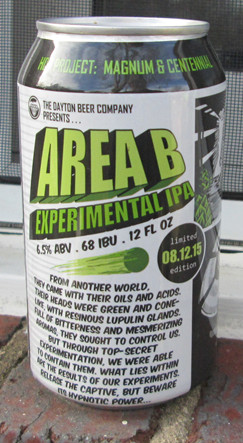 PROJECT: MAGNUM & CENTENNIAL
THE DAYTON BEER COMPANY
PRESENTS...
AREA B
EXPERIMENTAL IPA
6.5% ABV . 68 IBU . 12 FL OZ
limited
08.12.15
edition
FROM ANOTHER WORLD,
THEY CAME WITH THEIR OILS AND ACIDS.
THEIR HEADS WERE GREEN AND CONE-
LIKE, WITH RESINOUS LUPULIN GLANDS.
FULL OF BITTERNESS AND MESMERIZING
AROMAS, THEY SOUGHT TO CONTROL US.
BUT THROUGH TOP-SECRET
EXPERIMENTATION, WE WERE ABLE
TO CONTAIN THEM. WHAT LIES WITHIN
ARE THE RESULTS OF OUR EXPERIMENTS.
RELEASE THE CAPTIVE, BUT BEWARE
ITS HYPNOTIC POWER...